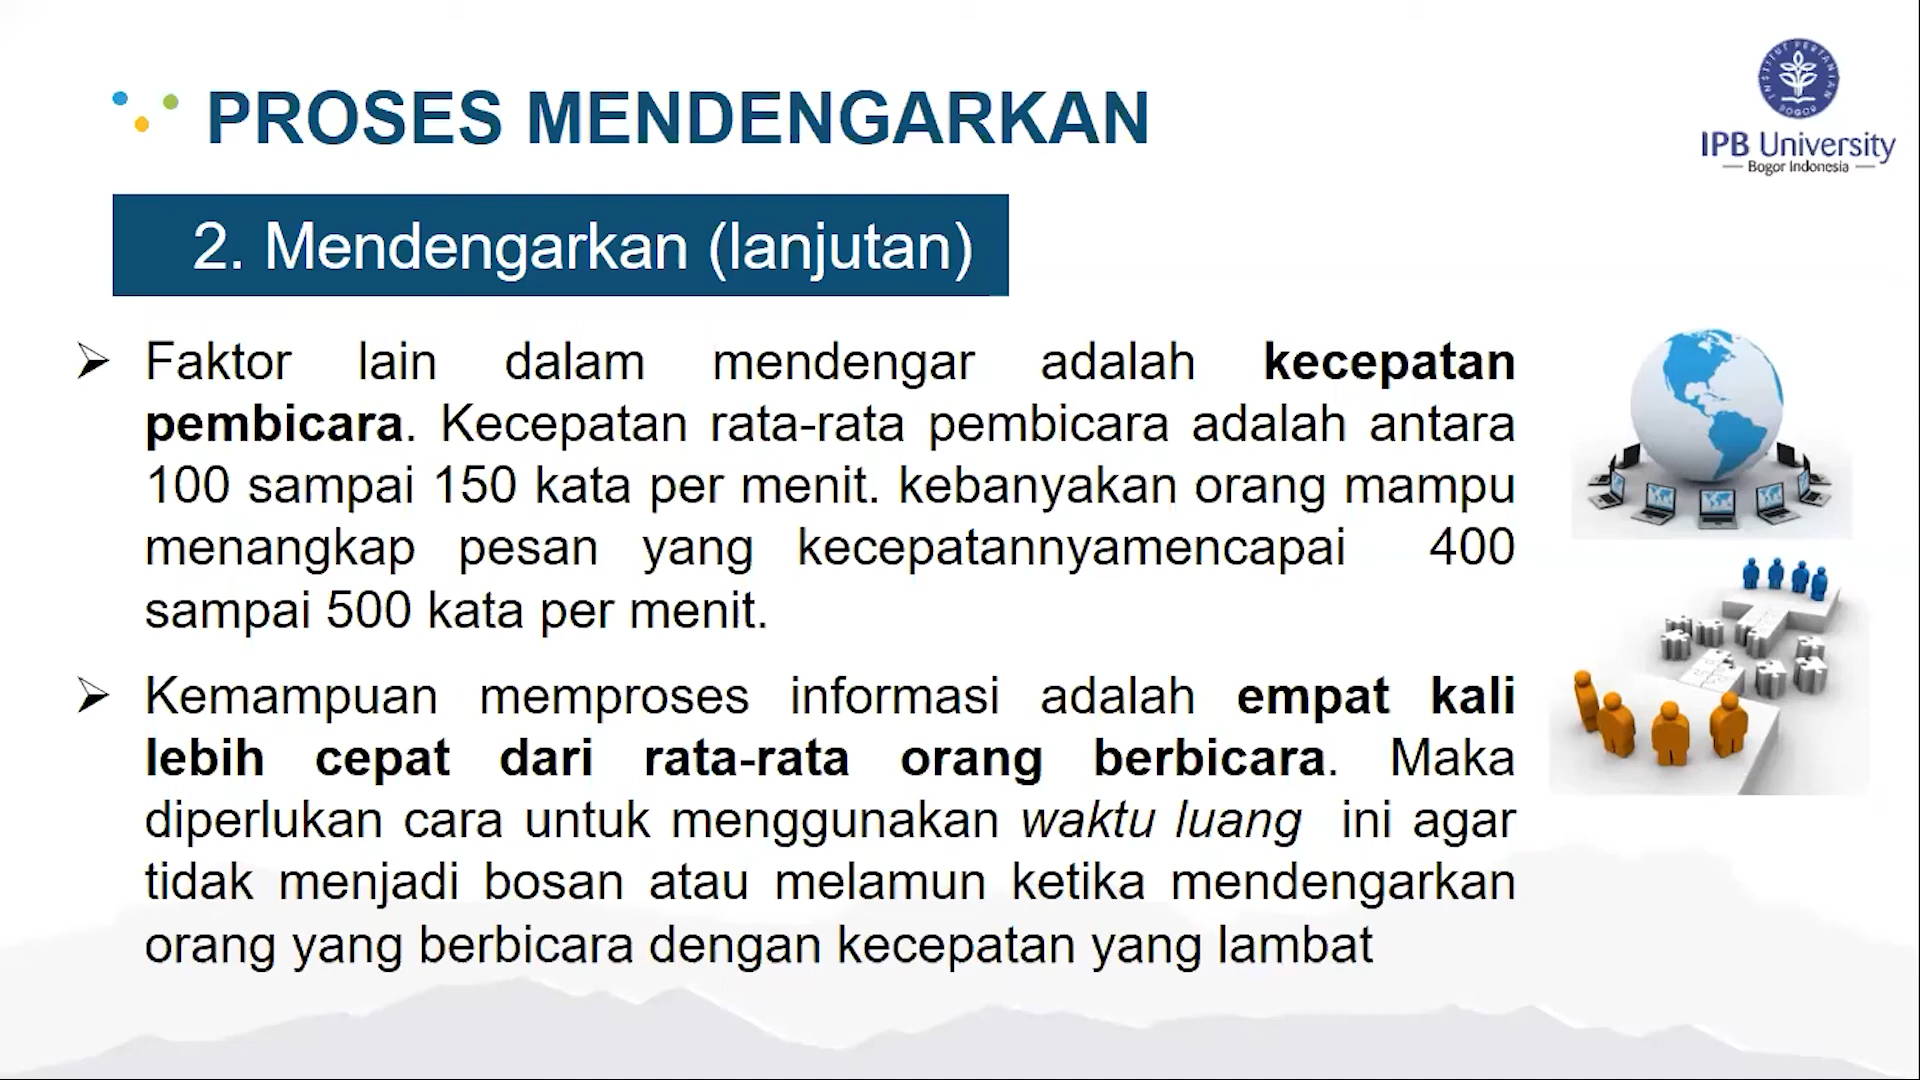 PROSES MENDENGARKAN
INSTITUT PERTANIAN
BOGOR
IPB University
Bogor Indonesia
2. Mendengarkan (lanjutan)
➢ Faktor lain dalam mendengar adalah kecepatan
pembicara. Kecepatan rata-rata pembicara adalah antara
100 sampai 150 kata per menit. kebanyakan orang mampu
menangkap pesan yang kecepatannyamencapai 400
sampai 500 kata per menit.
➢ Kemampuan memproses informasi adalah empat kali
lebih cepat dari rata-rata orang berbicara. Maka
diperlukan cara untuk menggunakan waktu luang ini agar
tidak menjadi bosan atau melamun ketika mendengarkan
orang yang berbicara dengan kecepatan yang lambat